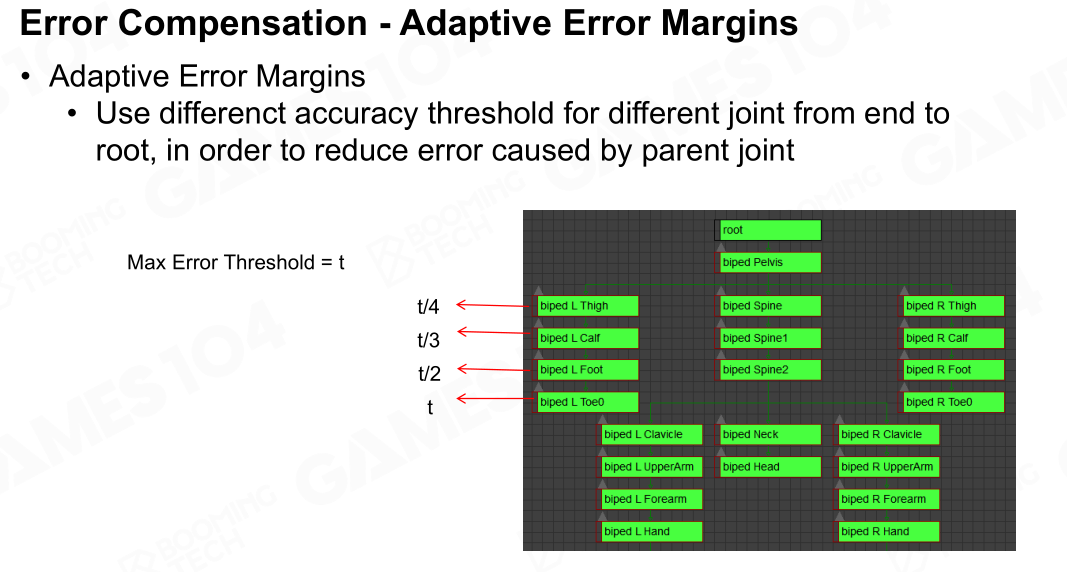 Error Compensation - Adaptive Error Margins
• Adaptive Error Margins
• Use differenct accuracy threshold for different joint from end to
root, in order to reduce error caused by parent joint
Max Error Threshold = t
t/4
t/3
t/2
t
root
biped Pelvis
biped L Thigh
biped Spine
biped R Thigh
biped L Calf
biped Spine1
biped R Calf
biped L Foot
biped Spine2
biped R Foot
biped L Toe0
biped R Toe0
biped L Clavicle
biped Neck
biped R Clavicle
biped L UpperArm
biped Head
biped R UpperArm
biped L Forearm
biped R Forearm
biped L Hand
biped R Hand
BOOMING
TECH
GAMES104